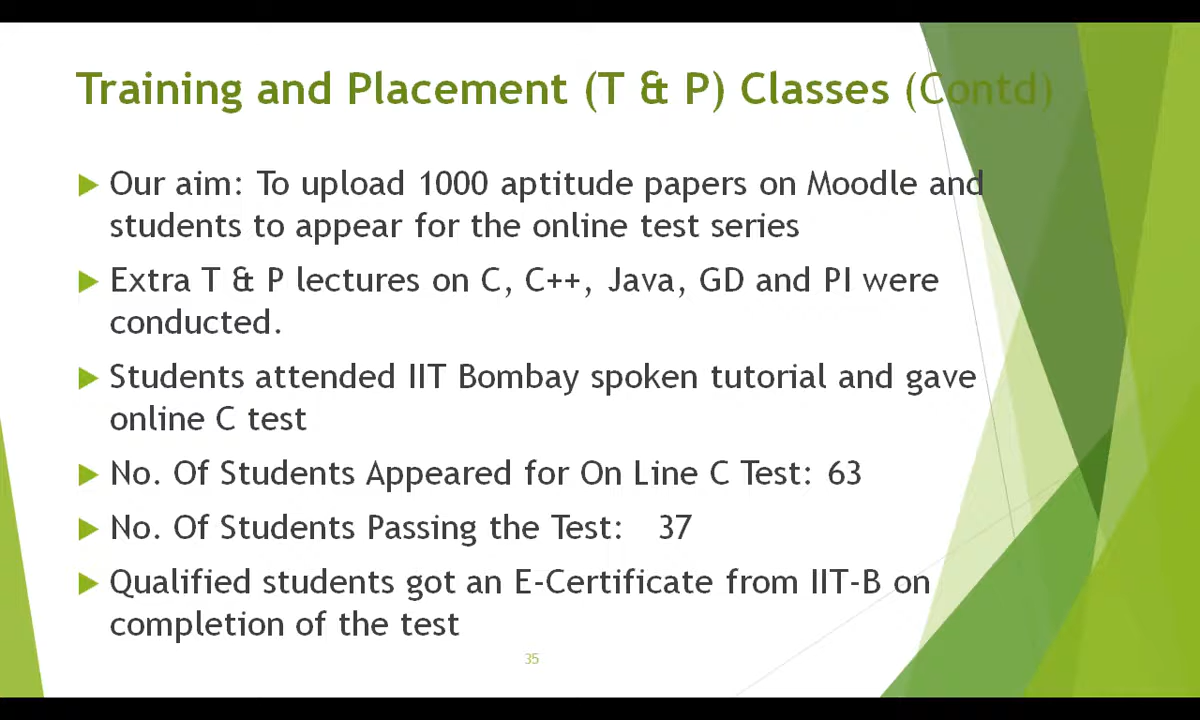 Training and Placement (T & P) Classes (Contd)
Our aim: To upload 1000 aptitude papers on Moodle and
students to appear for the online test series
Extra T & P lectures on C, C++, Java, GD and PI were
conducted.
Students attended IIT Bombay spoken tutorial and gave
online C test
No. Of Students Appeared for On Line C Test: 63
No. Of Students Passing the Test: 37
Qualified students got an E-Certificate from IIT-B on
completion of the test
35